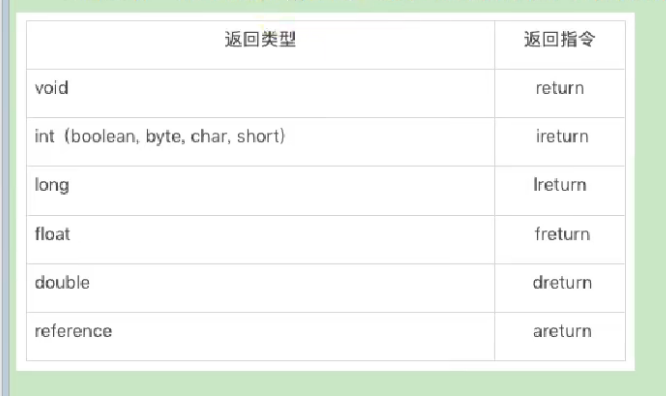 返回类型 返回指令
void return
int（boolean, byte, char, short） ireturn
long lreturn
float freturn
double dreturn
reference areturn